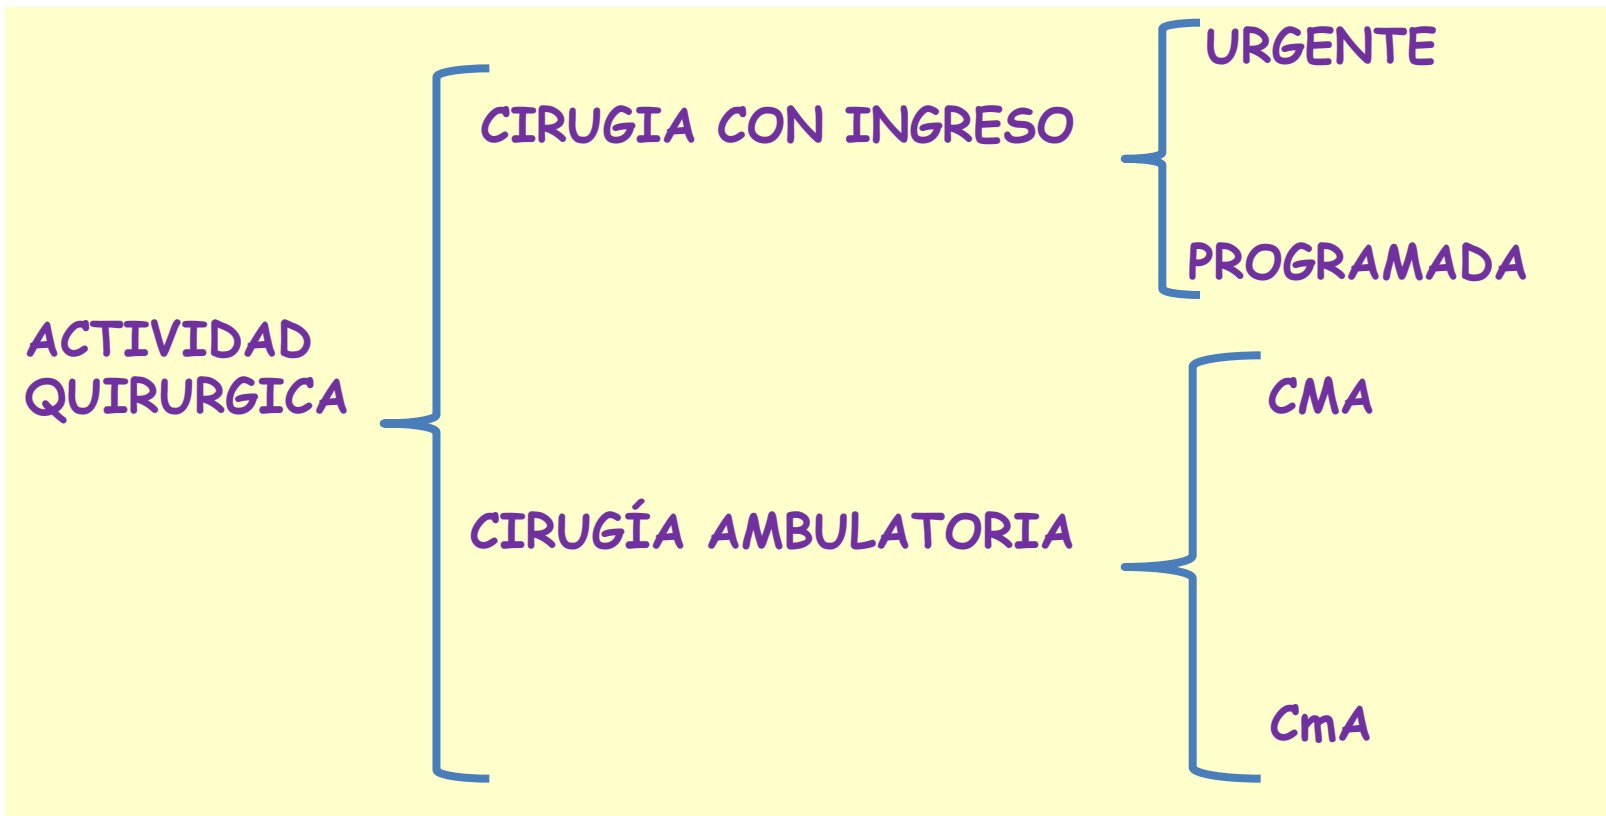 URGENTE
CIRUGIA CON INGRESO
PROGRAMADA
ACTIVIDAD
QUIRURGICA
CMA
CIRUGÍA AMBULATORIA
CmA